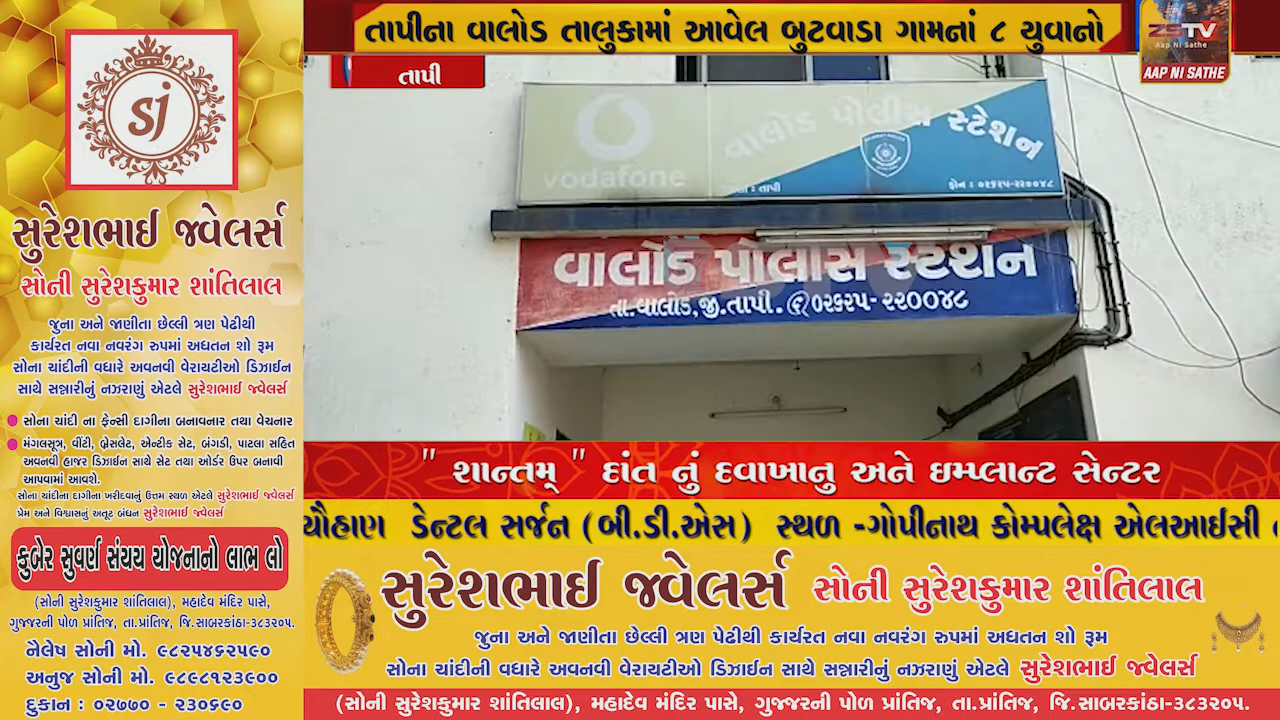 તાપીના વાલોડ તાલુકામાં આવેલ બુટવાડા ગામનાં ૮ યુવાનો
ZSTV
Aap Ni Sathe
AAP NI SATHE
તાપી
vodafone
વાલોડ પોલીસ સ્ટેશન
તાપી
ફોન : ૦૨૬૨૫-૨૨૦૦૪૮
વાલોડ પોલીસ સ્ટેશન
તા.વાલોડ,જી.તાપી. ૦૨૬૨૫-૨૨૦૦૪૮
sj
સુરેશભાઈ જ્વેલર્સ
સોની સુરેશકુમાર શાંતિલાલ
જુના અને જાણીતા છેલ્લી ત્રણ પેઢીથી
કાર્યરત નવા નવરંગ રુપમાં અધતન શો રૂમ
સોના ચાંદીની વધારે અવનવી વેરાયટીઓ ડિઝાઈન
સાથે સન્નારીનું નઝરાણું એટલે સુરેશભાઈ જ્વેલર્સ
સોના ચાંદી ના ફેન્સી દાગીના બનાવનાર તથા વેચનાર
મંગલસૂત્ર, વીંટી, બ્રેસલેટ, એન્ટીક સેટ, બંગડી, પાટલા સહિત
અવનવી હાજર ડિઝાઈન સાથે સેટ તથા ઓર્ડર ઉપર બનાવી
આપવામાં આવશે.
સોના ચાંદીના દાગીના ખરીદવાનું ઉત્તમ સ્થળ એટલે સુરેશભાઈ જ્વેલર્સ
પ્રેમ અને વિશ્વાસનું અતૂટ બંધન સુરેશભાઈ જ્વેલર્સ
કુબેર સુવર્ણ સંચય યોજનાનો લાભ લો
(સોની સુરેશકુમાર શાંતિલાલ), મહાદેવ મંદિર પાસે,
ગુજ્જરની પોળ પ્રાંતિજ, તા.પ્રાંતિજ, જિ.સાબરકાંઠા-૩૮૩૨૦૫.
નૈલેષ સોની મો. ૯૮૨૫૪૬૨૫૯૦
અનુજ સોની મો. ૯૮૯૮૧૨૩૯૦૦
દુકાન : ૦૨૭૭૦ - ૨૩૦૬૯૦
" શાન્તમ્ " દાંત નું દવાખાનુ અને ઇમ્પ્લાન્ટ સેન્ટર
ચૌહાણ ડેન્ટલ સર્જન (બી.ડી.એસ) સ્થળ -ગોપીનાથ કોમ્પલેક્ષ એલઆઈસી
સુરેશભાઈ જ્વેલર્સ સોની સુરેશકુમાર શાંતિલાલ
જુના અને જાણીતા છેલ્લી ત્રણ પેઢીથી કાર્યરત નવા નવરંગ રુપમાં અધતન શો રૂમ
સોના ચાંદીની વધારે અવનવી વેરાયટીઓ ડિઝાઈન સાથે સન્નારીનું નઝરાણું એટલે સુરેશભાઈ જ્વેલર્સ
(સોની સુરેશકુમાર શાંતિલાલ), મહાદેવ મંદિર પાસે, ગુજ્જરની પોળ પ્રાંતિજ, તા.પ્રાંતિજ, જિ.સાબરકાંઠા-૩૮૩૨૦૫.